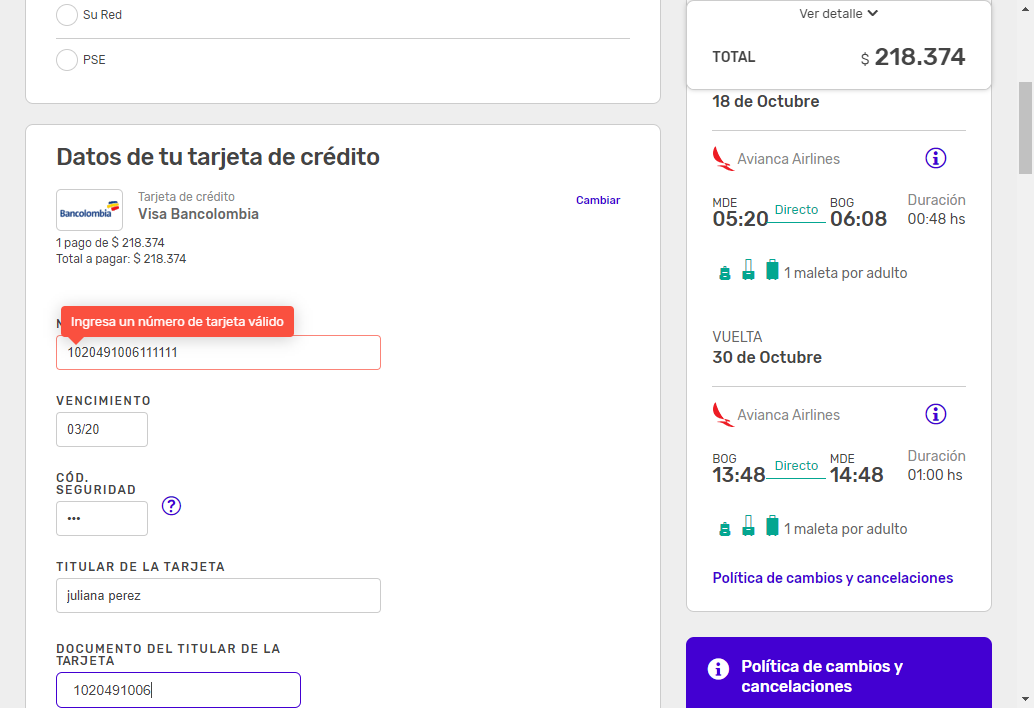 Su Red
PSE
Datos de tu tarjeta de crédito
Bancolombia
Tarjeta de crédito
Visa Bancolombia
Cambiar
1 pago de $ 218.374
Total a pagar: $ 218.374
Ingresa un número de tarjeta válido
1020491006111111
VENCIMIENTO
03/20
CÓD.
SEGURIDAD
•••
?
TITULAR DE LA TARJETA
juliana perez
DOCUMENTO DEL TITULAR DE LA
TARJETA
1020491006
Ver detalle
TOTAL $ 218.374
18 de Octubre
Avianca Airlines
MDE BOG Duración
05:20 Directo 06:08 00:48 hs
1 maleta por adulto
VUELTA
30 de Octubre
Avianca Airlines
BOG MDE Duración
13:48 Directo 14:48 01:00 hs
1 maleta por adulto
Política de cambios y cancelaciones
Política de cambios y
cancelaciones